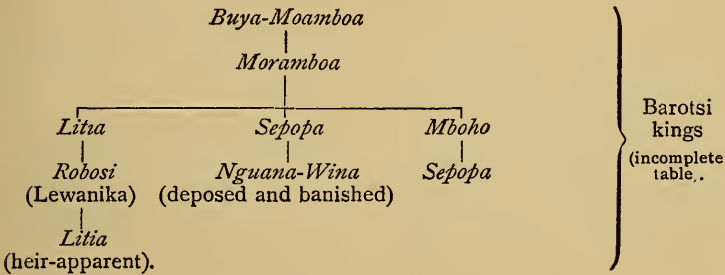 Buya-Moamboa
Moramboa
Litia Sepopa Mboho
Robosi Nguana-Wina Sepopa
(Lewanika) (deposed and banished)
Litia
(heir-apparent).
Barotsi
kings
(incomplete
table,.